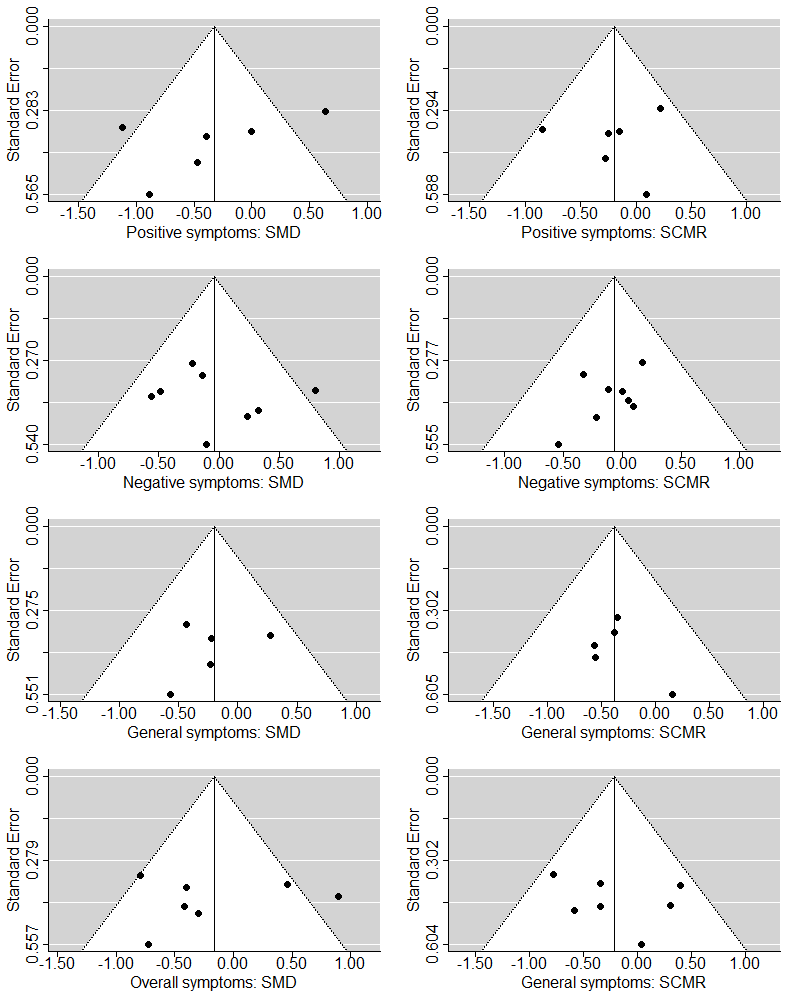 0.000
0.283
0.565
Standard Error
-1.50 -1.00 -0.50 0.00 0.50 1.00
Positive symptoms: SMD
0.000
0.294
0.588
Standard Error
-1.50 -1.00 -0.50 0.00 0.50 1.00
Positive symptoms: SCMR
0.000
0.270
0.540
Standard Error
-1.00 -0.50 0.00 0.50 1.00
Negative symptoms: SMD
0.000
0.277
0.555
Standard Error
-1.00 -0.50 0.00 0.50 1.00
Negative symptoms: SCMR
0.000
0.275
0.551
Standard Error
-1.50 -1.00 -0.50 0.00 0.50 1.00
General symptoms: SMD
0.000
0.302
0.605
Standard Error
-1.50 -1.00 -0.50 0.00 0.50 1.00
General symptoms: SCMR
0.000
0.279
0.557
Standard Error
-1.50 -1.00 -0.50 0.00 0.50 1.00
Overall symptoms: SMD
0.000
0.302
0.604
Standard Error
-1.50 -1.00 -0.50 0.00 0.50 1.00
General symptoms: SCMR